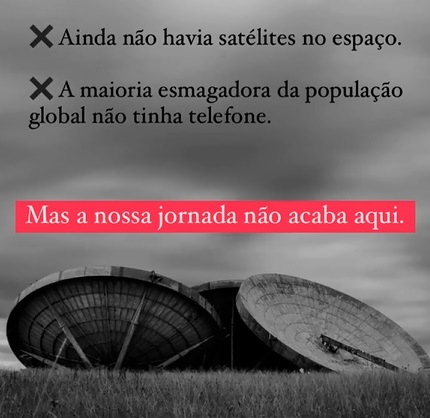 ❌ Ainda não havia satélites no espaço.
❌ A maioria esmagadora da população
global não tinha telefone.
Mas a nossa jornada não acaba aqui.